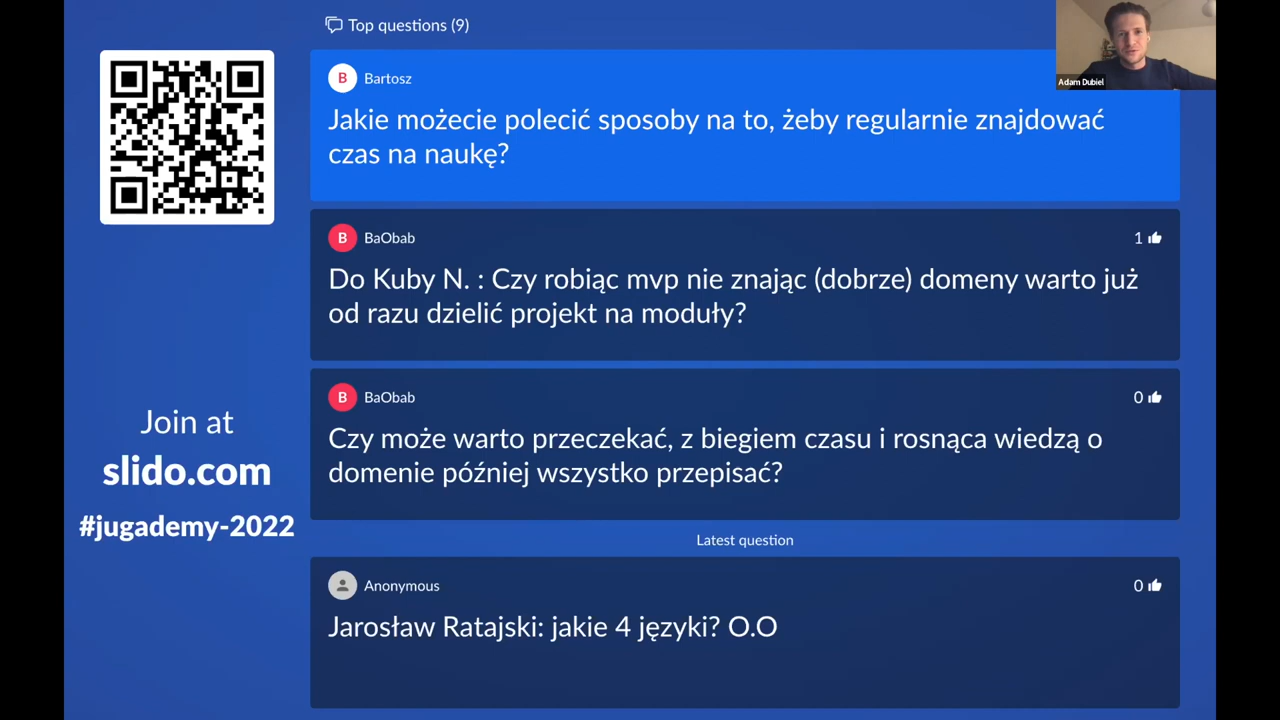 Top questions (9)
Adam Dubiel
B Bartosz
Jakie możecie polecić sposoby na to, żeby regularnie znajdować
czas na naukę?
B BaObab 1
Do Kuby N. : Czy robiąc mvp nie znając (dobrze) domeny warto już
od razu dzielić projekt na moduły?
B BaObab 0
Czy może warto przeczekać, z biegiem czasu i rosnąca wiedzą o
domenie później wszystko przepisać?
Join at
slido.com
#jugademy-2022
Latest question
Anonymous 0
Jarosław Ratajski: jakie 4 języki? O.O